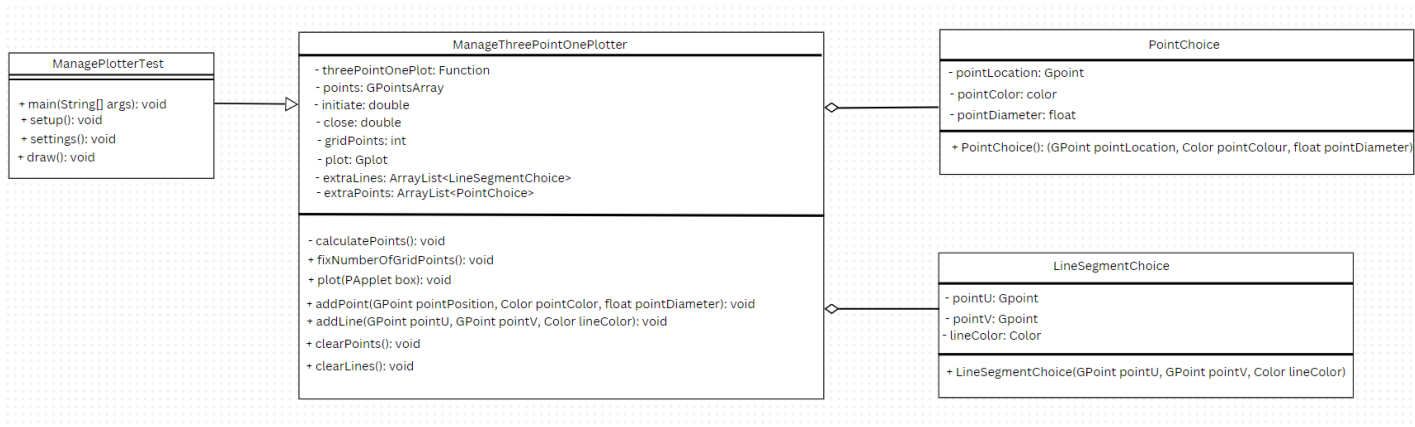 ManagePlotterTest
+ main(String[] args): void
+ setup(): void
+ settings(): void
+ draw(): void
ManageThreePointOnePlotter
- threePointOnePlot: Function
- points: GPointsArray
- initiate: double
- close: double
- gridPoints: int
- plot: Gplot
- extraLines: ArrayList<LineSegmentChoice>
- extraPoints: ArrayList<PointChoice>
- calculatePoints(): void
+ fixNumberOfGridPoints(): void
+ plot(PApplet box): void
+ addPoint(GPoint pointPosition, Color pointColor, float pointDiameter): void
+ addLine(GPoint pointU, GPoint pointV, Color lineColor): void
+ clearPoints(): void
+ clearLines(): void
PointChoice
- pointLocation: Gpoint
- pointColor: color
- pointDiameter: float
+ PointChoice(): (GPoint pointLocation, Color pointColour, float pointDiameter)
LineSegmentChoice
- pointU: Gpoint
- pointV: Gpoint
- lineColor: Color
+ LineSegmentChoice(GPoint pointU, GPoint pointV, Color lineColor)